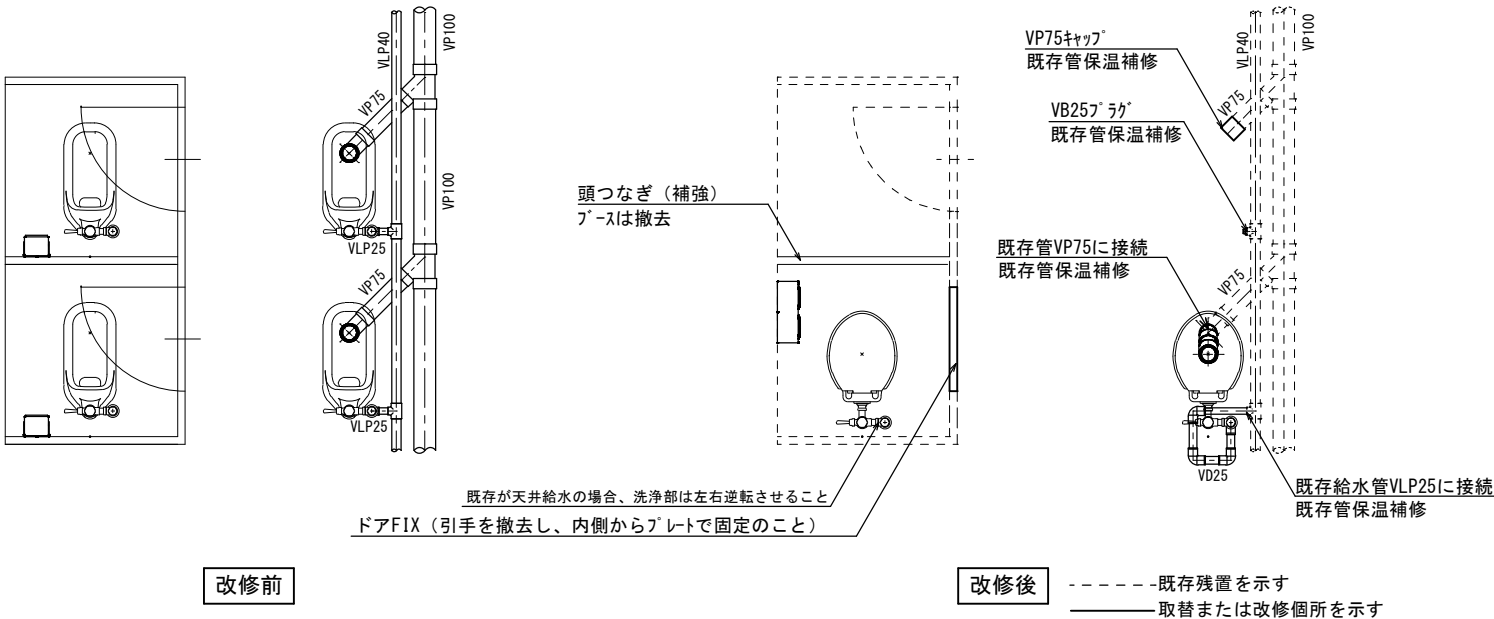 VLP40
VP100
VP75
VP100
VLP25
VP75
VLP25
改修前
頭つなぎ（補強）
ﾌﾞｰｽは撤去
既存が天井給水の場合、洗浄部は左右逆転させること
ドアFIX（引手を撤去し、内側からﾌﾟﾚｰﾄで固定のこと）
VP75ｷｬｯﾌﾟ
既存管保温補修
VLP40
VP100
VP75
VB25ﾌﾟﾗｸﾞ
既存管保温補修
既存管VP75に接続
既存管保温補修
VP75
VD25
既存給水管VLP25に接続
既存管保温補修
改修後
既存残置を示す
取替または改修個所を示す